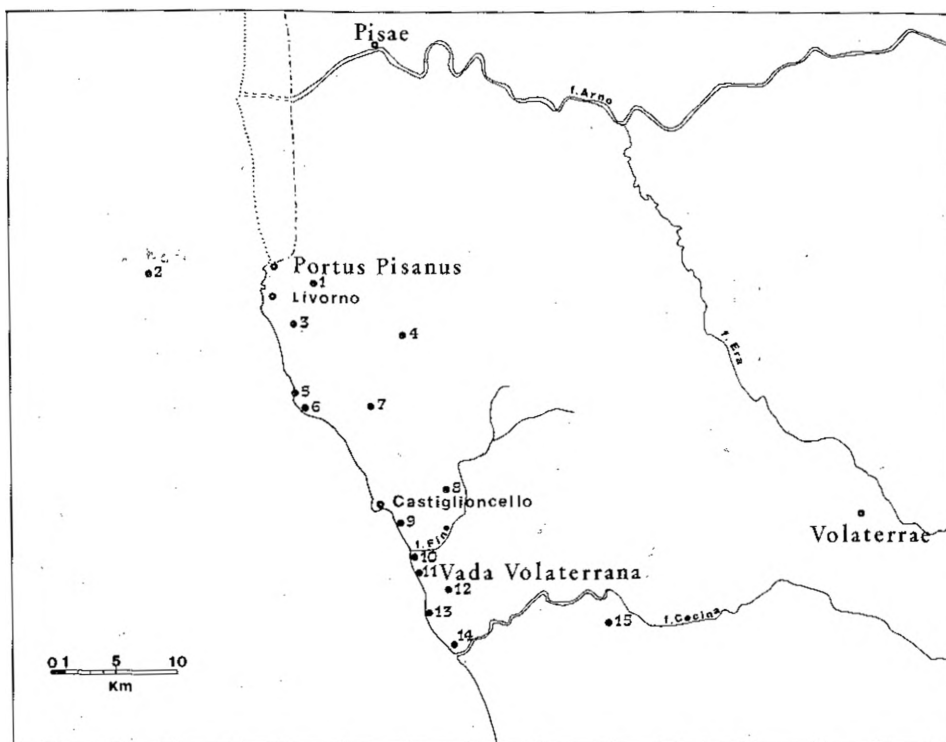 Pisae
f. Arno
2
Portus Pisanus
1
Livorno
3
4
f. Era
5
6
7
8
Castiglioncello
9
Volaterrae
f. Fine
10
11
Vada Volaterrana
12
13
15
f. Cecina
14
0 1 5 10
Km